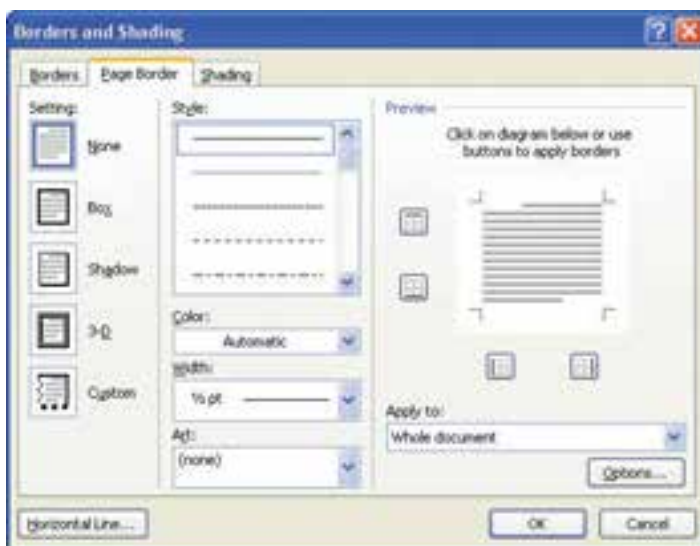 Borders and Shading
Borders Page Border Shading
Setting:
None
Box
Shadow
3-D
Custom
Style:
Color:
Automatic
Width:
½ pt
Art:
(none)
Preview
Click on diagram below or use
buttons to apply borders
Apply to:
Whole document
Options...
Horizontal Line...
OK
Cancel